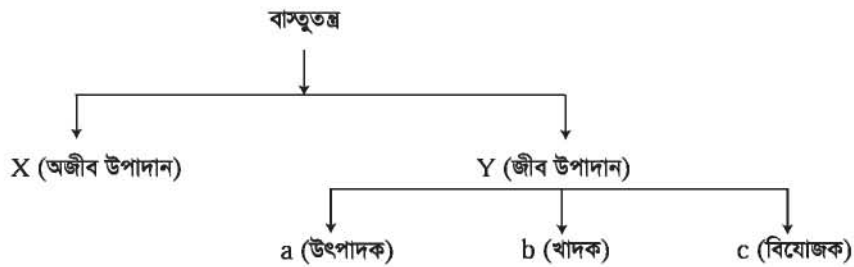 বাস্তুতন্ত্র
X (অজীব উপাদান) Y (জীব উপাদান)
a (উৎপাদক) b (খাদক) c (বিযোজক)